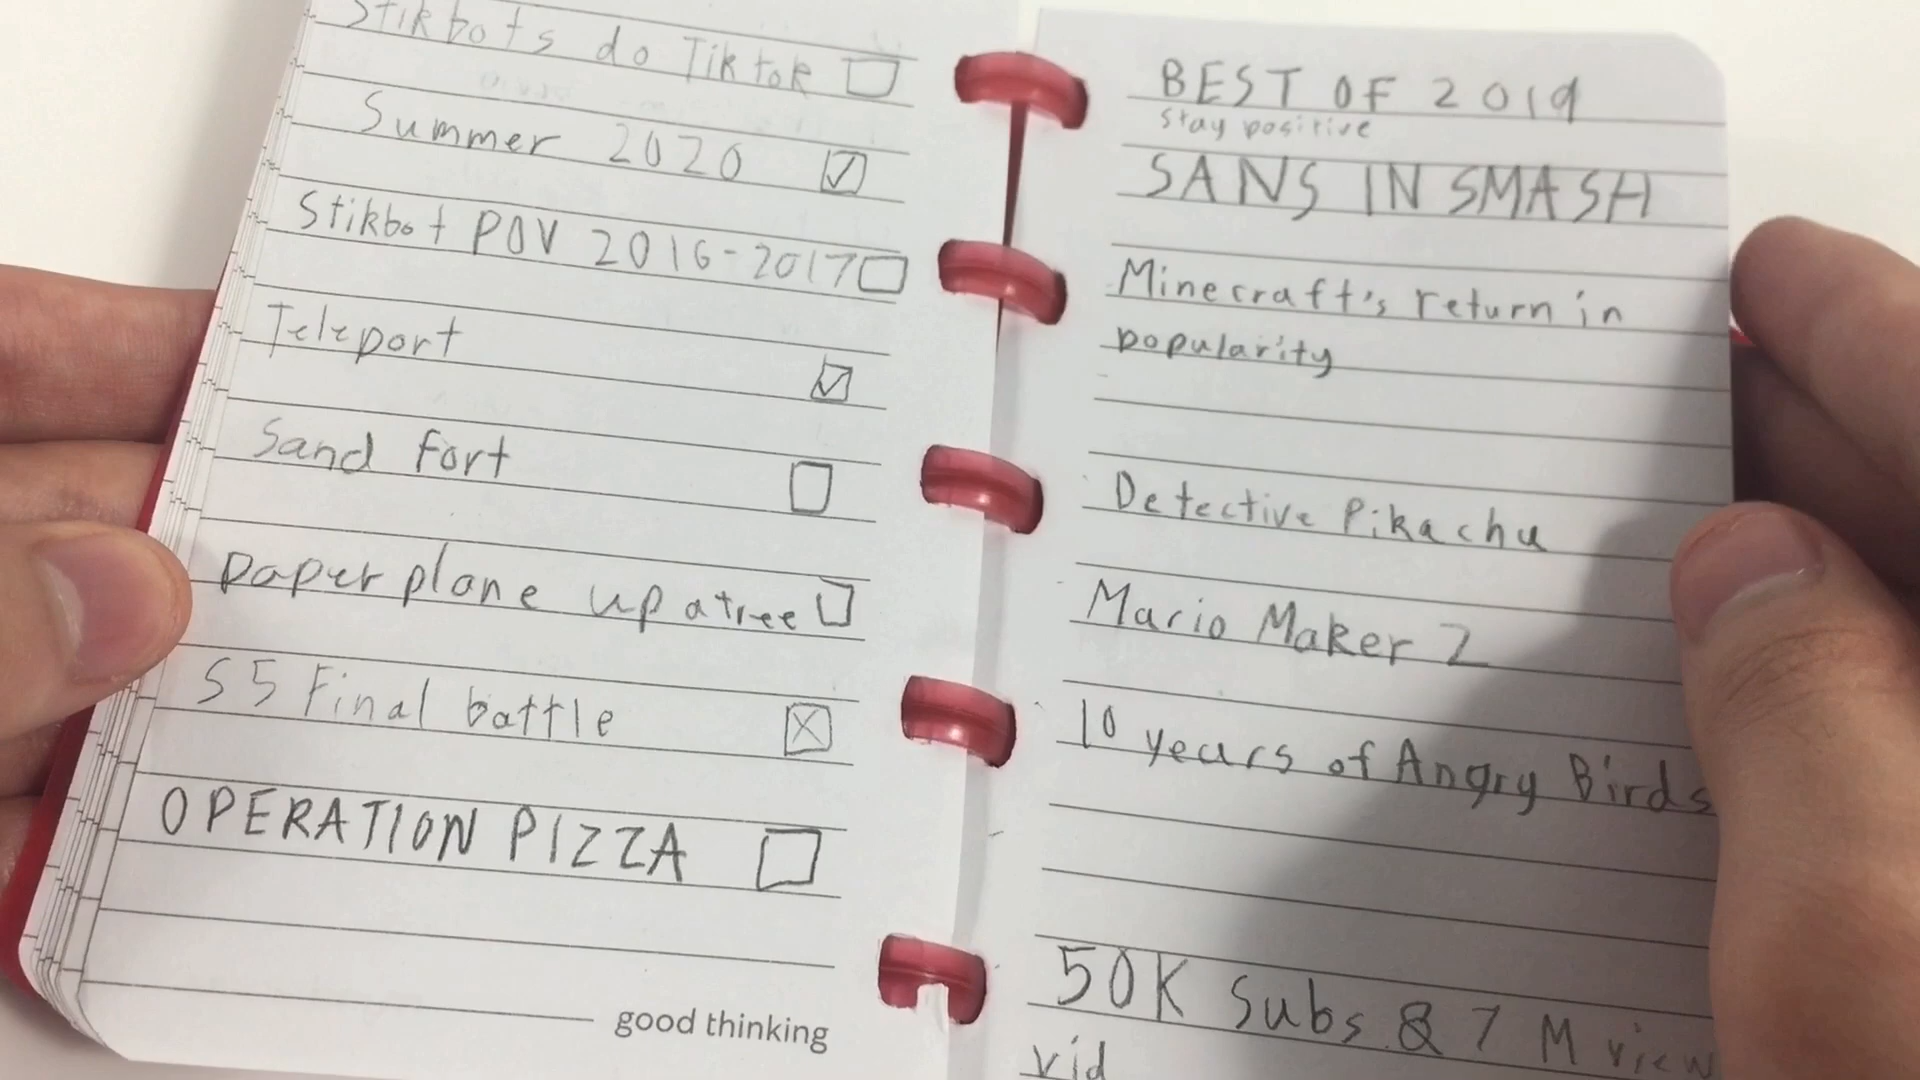 Stikbots do Tiktok
Summer 2020
Stikbot POV 2016-2017
Teleport
Sand fort
paper plane up a tree
S5 Final battle
OPERATION PIZZA
good thinking
BEST OF 2019
stay positive
SANS IN SMASH
Minecraft's return in
popularity
Detective Pikachu
Mario Maker 2
10 years of Angry Birds
50K Subs & 7 M view
vid